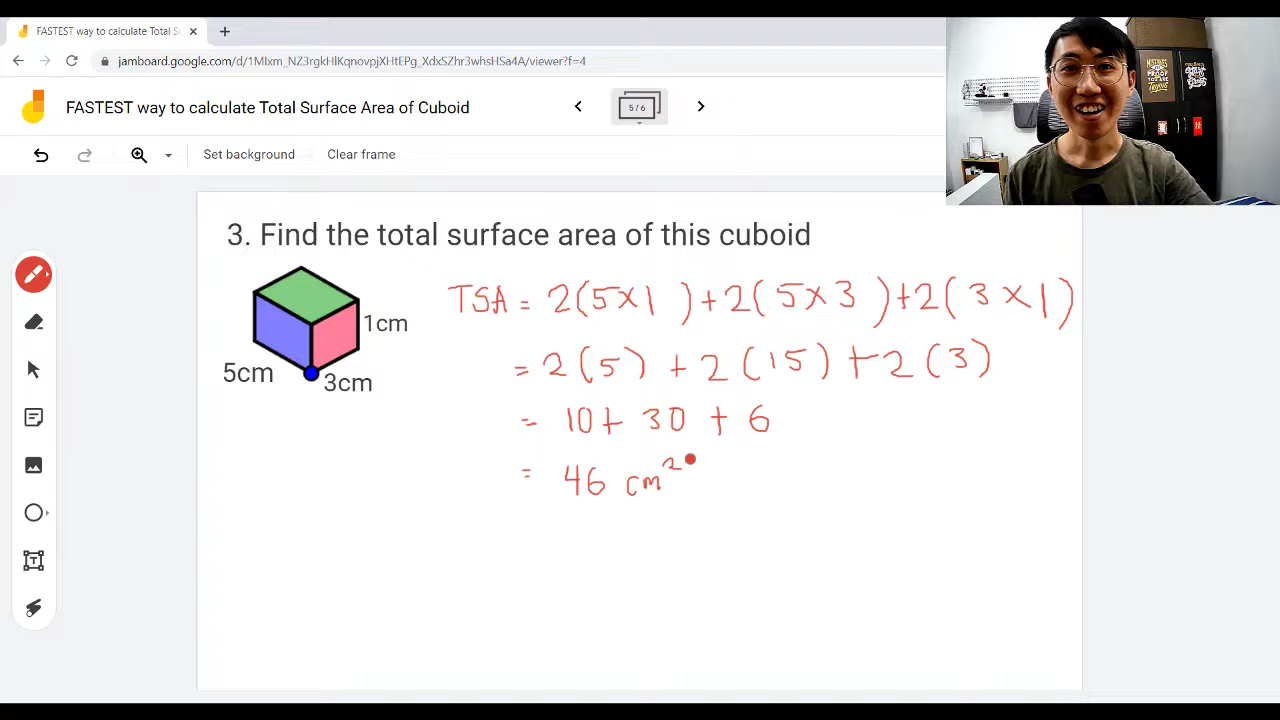 FASTEST way to calculate Total S
jamboard.google.com/d/
/viewer?f=4
FASTEST way to calculate Total Surface Area of Cuboid
5/6
Set background
Clear frame
3. Find the total surface area of this cuboid
1cm
5cm
3cm
TSA = 2(5×1)+2(5×3)+2(3×1)
= 2(5) + 2(15) + 2(3)
= 10+ 30 + 6
= 46 cm²